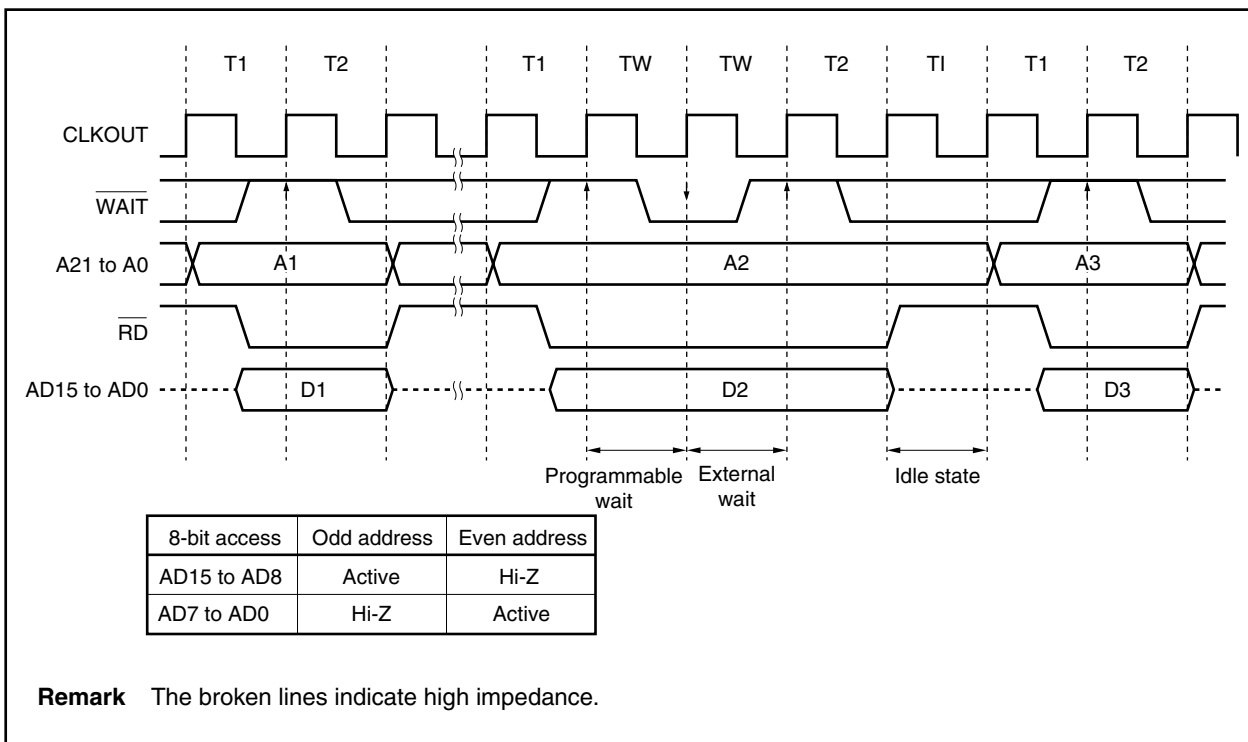 T1 T2 T1 TW TW T2 TI T1 T2
CLKOUT
WAIT
A21 to A0 A1 A2 A3
RD
AD15 to AD0 D1 D2 D3
Programmable wait
External wait
Idle state
8-bit access Odd address Even address
AD15 to AD8 Active Hi-Z
AD7 to AD0 Hi-Z Active
Remark The broken lines indicate high impedance.